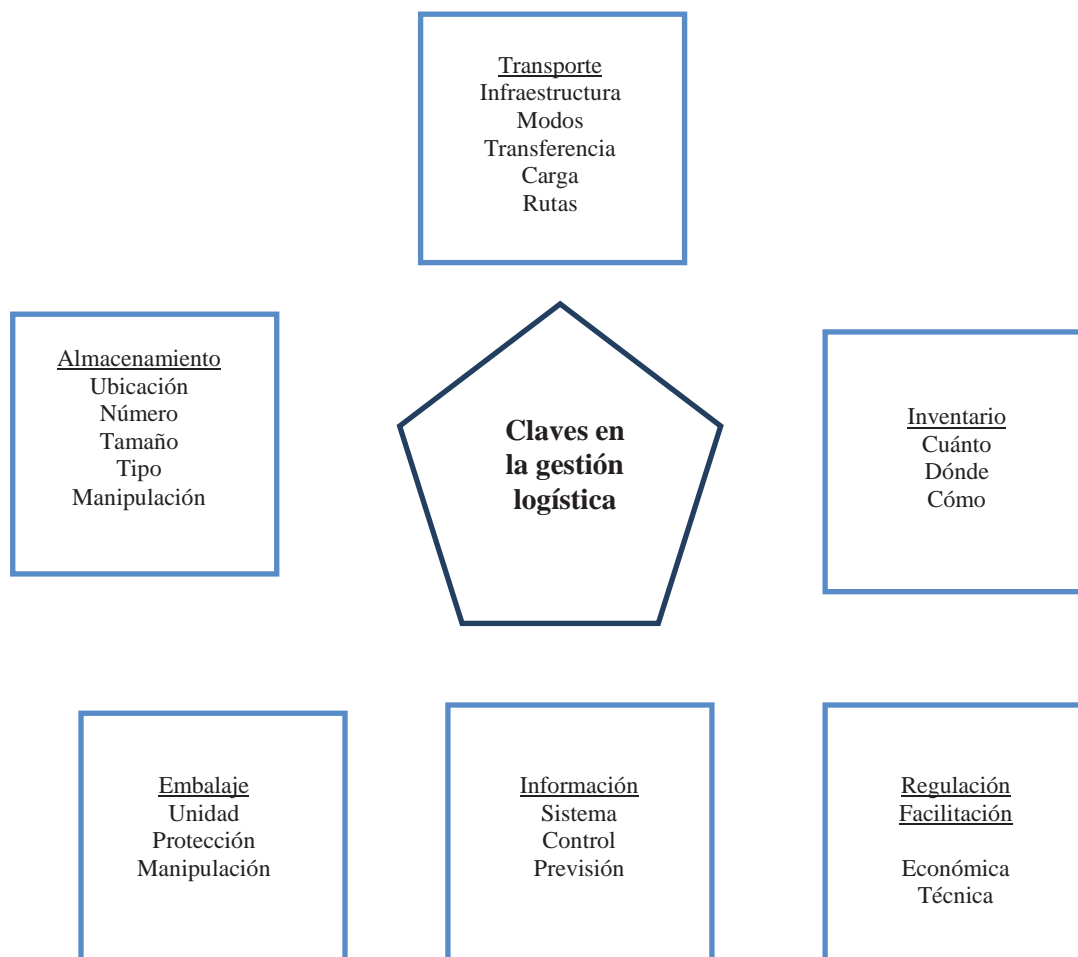 Transporte
Infraestructura
Modos
Transferencia
Carga
Rutas
Almacenamiento
Ubicación
Número
Tamaño
Tipo
Manipulación
Claves en
la gestión
logística
Inventario
Cuánto
Dónde
Cómo
Embalaje
Unidad
Protección
Manipulación
Información
Sistema
Control
Previsión
Regulación
Facilitación
Económica
Técnica